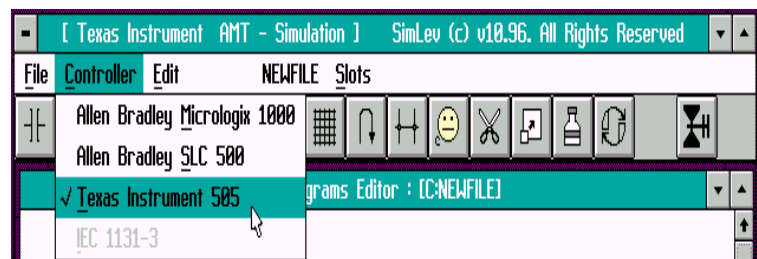 [ Texas Instrument AMT - Simulation ] SimLev (c) v10.96. All Rights Reserved
File Controller Edit NEWFILE Slots
Allen Bradley Micrologix 1000
Allen Bradley SLC 500
√ Texas Instrument 505
grams Editor : [C:NEWFILE]
IEC 1131-3